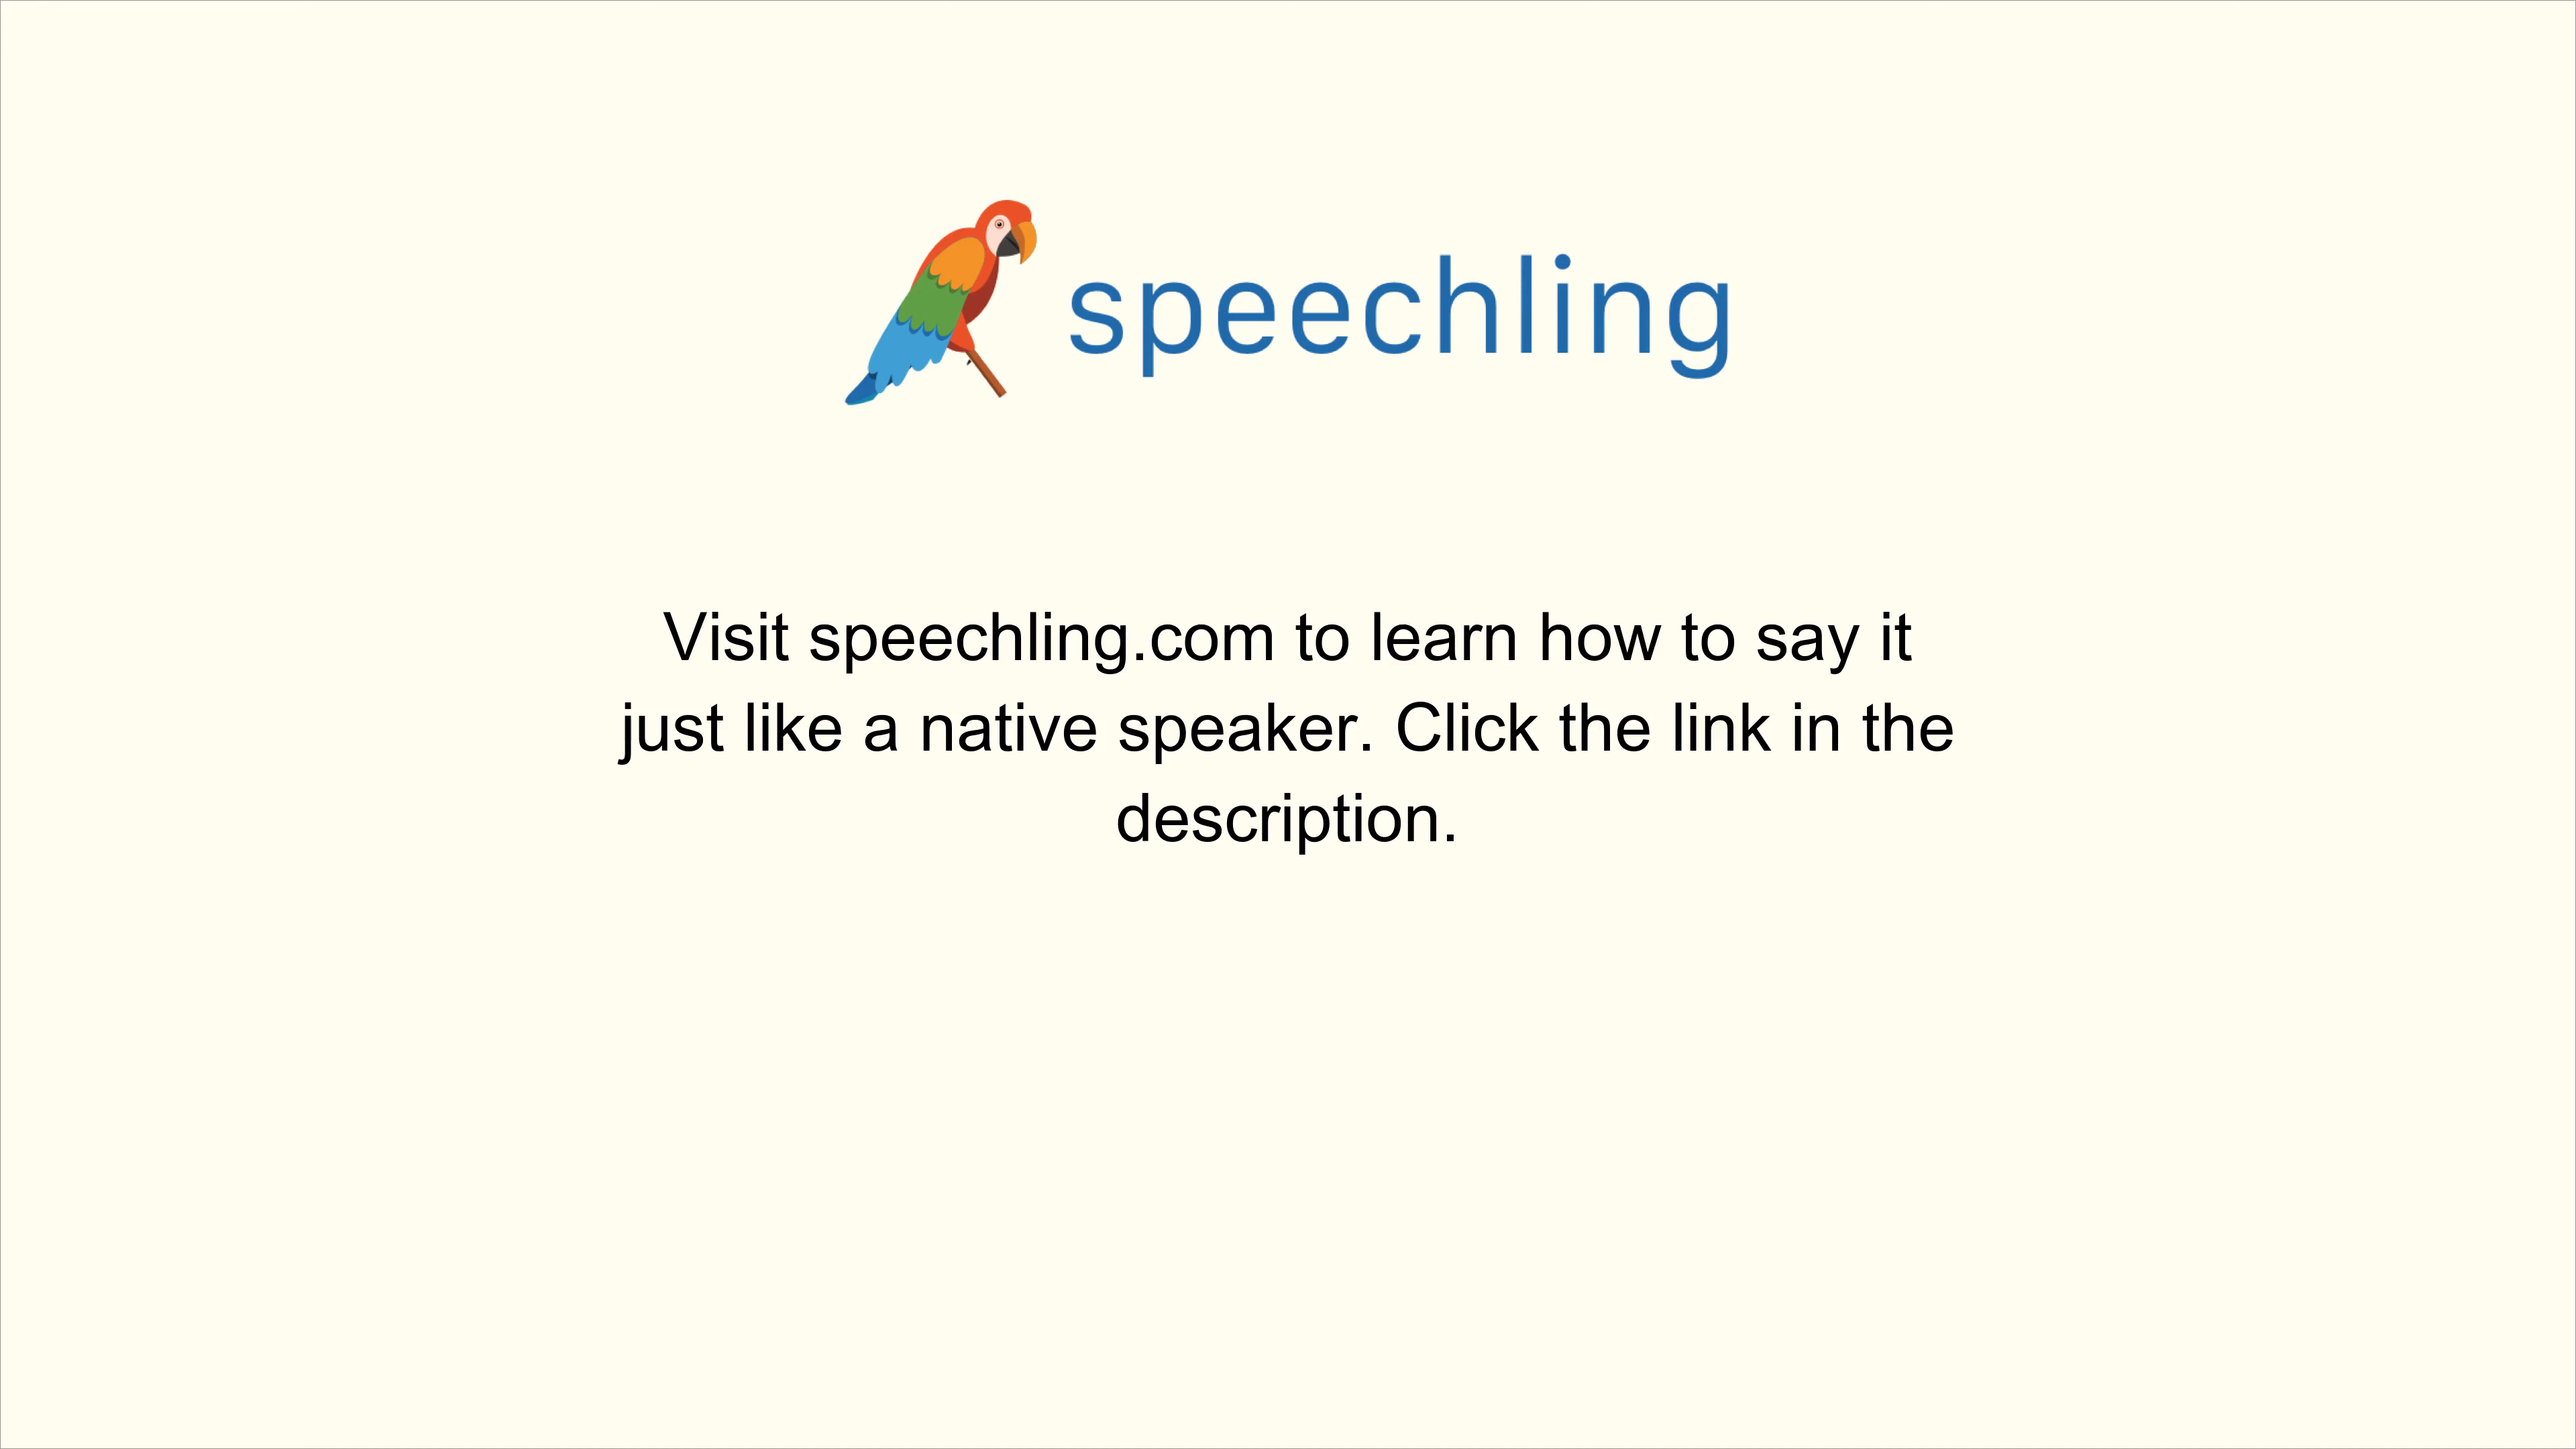 speechling
Visit speechling.com to learn how to say it
just like a native speaker. Click the link in the
description.